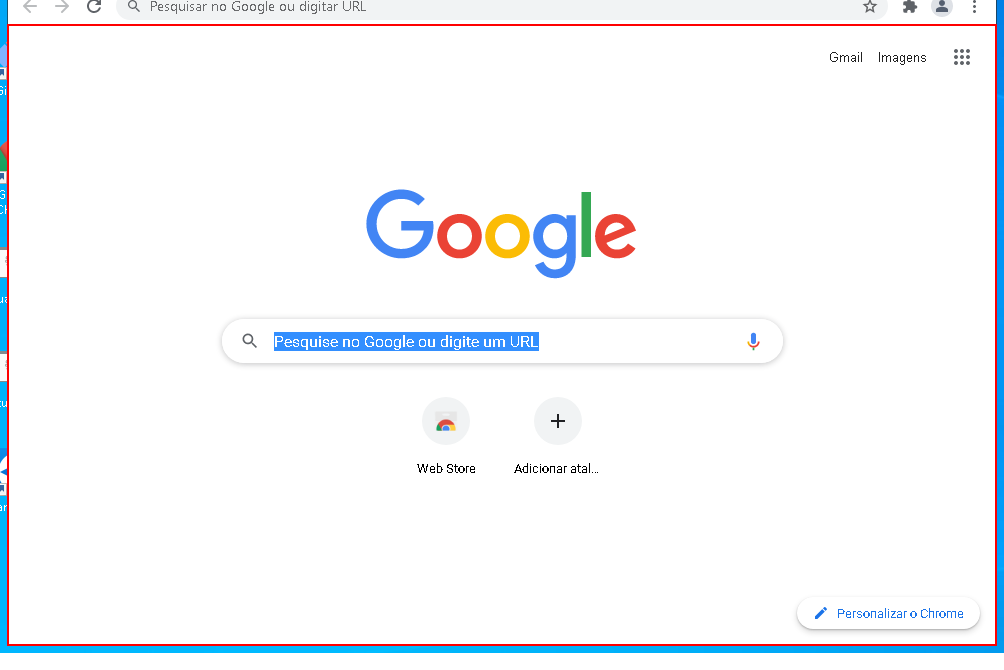 Pesquisar no Google ou digitar URL
Gmail Imagens
Google
Pesquise no Google ou digite um URL
Web Store Adicionar atal...
Personalizar o Chrome